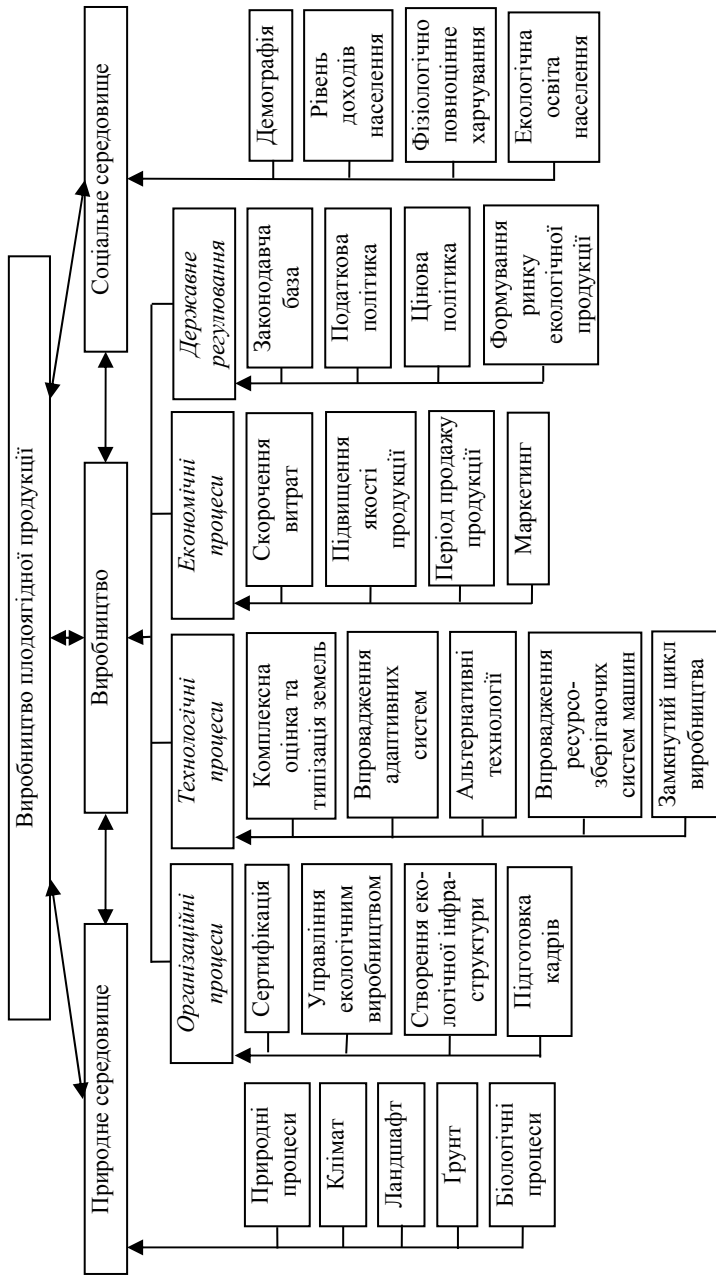 Виробництво плодоягідної продукції
Природне середовище
Виробництво
Соціальне середовище
Природні
процеси
Клімат
Ландшафт
Ґрунт
Біологічні
процеси
Організаційні
процеси
Сертифікація
Управління
екологічним
виробництвом
Створення еко-
логічної інфра-
структури
Підготовка
кадрів
Технологічні
процеси
Комплексна
оцінка та
типізація земель
Впровадження
адаптивних
систем
Альтернативні
технології
Впровадження
ресурсо-
зберігаючих
систем машин
Замкнутий цикл
виробництва
Економічні
процеси
Скорочення
витрат
Підвищення
якості
продукції
Період продажу
продукції
Маркетинг
Державне
регулювання
Законодавча
база
Податкова
політика
Цінова
політика
Формування
ринку
екологічної
продукції
Демографія
Рівень
доходів
населення
Фізіологічно
повноцінне
харчування
Екологічна
освіта
населення